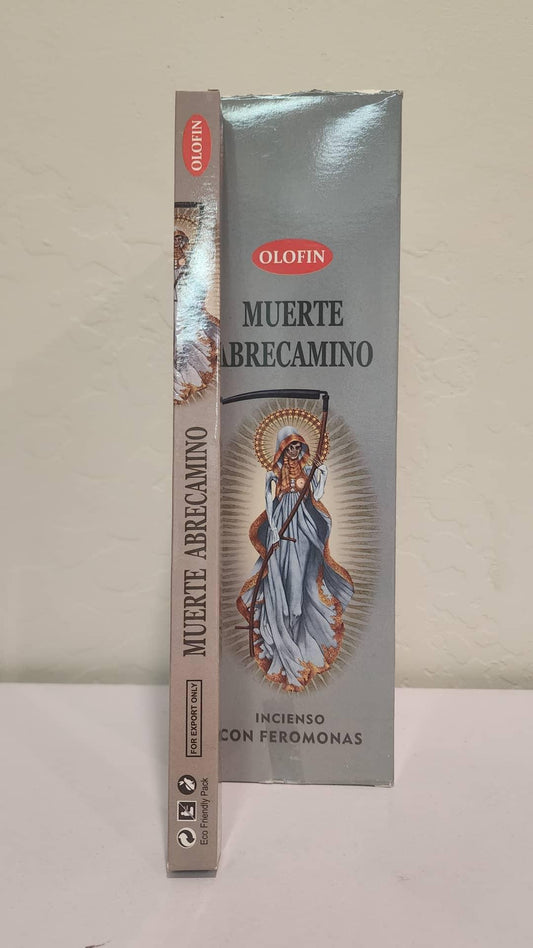 OLOFIN
MUERTE ABRECAMINO
FOR EXPORT ONLY
Eco Friendly Pack
OLOFIN
MUERTE
ABRECAMINO
INCIENSO
CON FEROMONAS